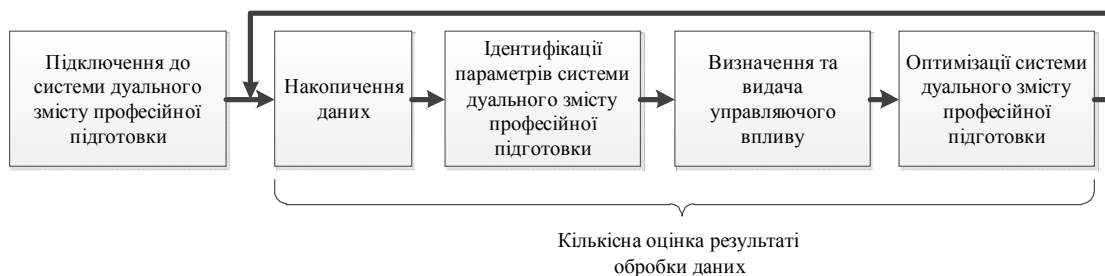 Підключення до
системи дуального
змісту професійної
підготовки
Накопичення
даних
Ідентифікації
параметрів системи
дуального змісту
професійної
підготовки
Визначення та
видача
управляючого
впливу
Оптимізації системи
дуального змісту
професійної
підготовки
Кількісна оцінка результаті
обробки даних